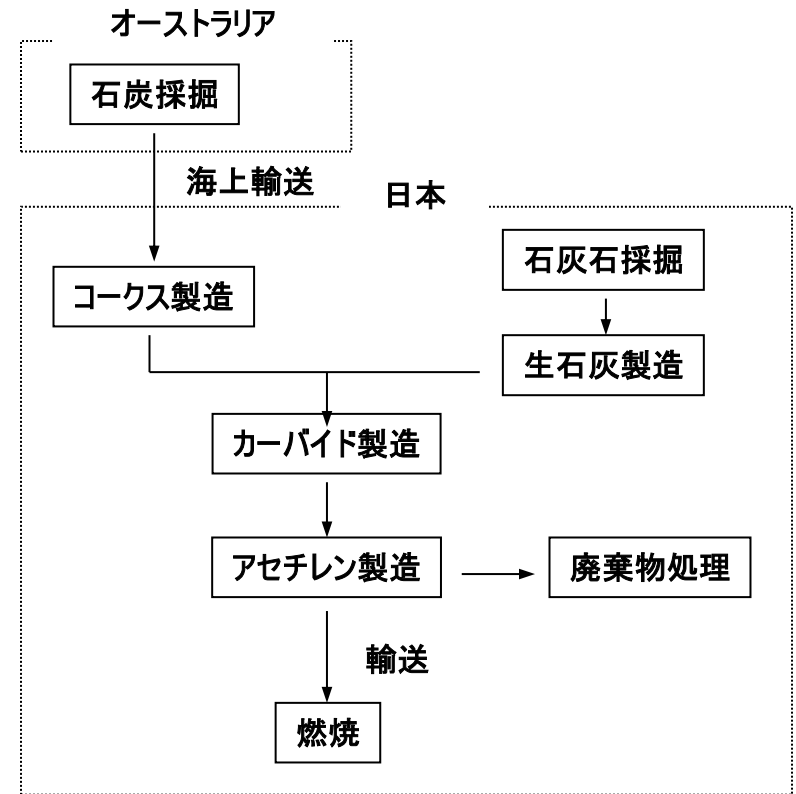 オーストラリア
石炭採掘
海上輸送
日本
石灰石採掘
コークス製造
生石灰製造
カーバイド製造
アセチレン製造
廃棄物処理
輸送
燃焼